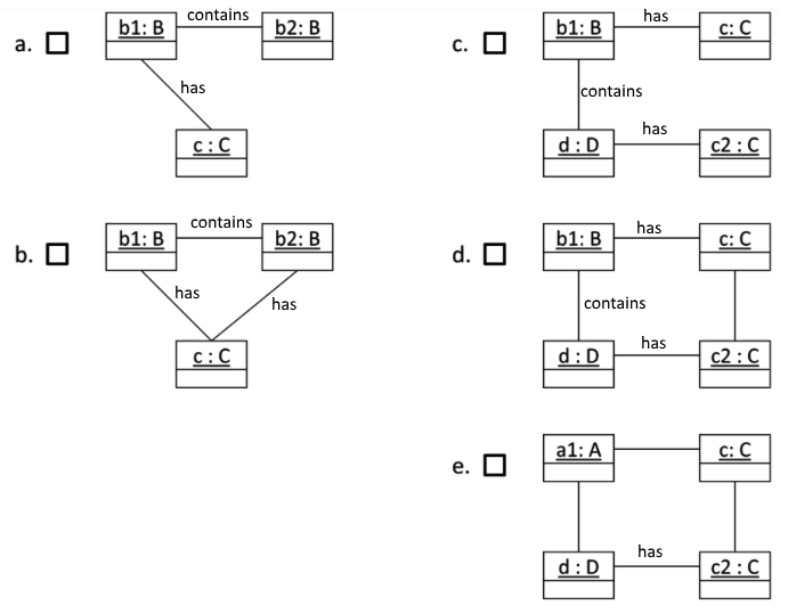 a.
b1: B
contains
b2: B
has
c : C
b.
b1: B
contains
b2: B
has
has
c : C
c.
b1: B
has
c: C
contains
d : D
has
c2 : C
d.
b1: B
has
c: C
contains
d : D
has
c2 : C
e.
a1: A
c: C
d : D
has
c2 : C